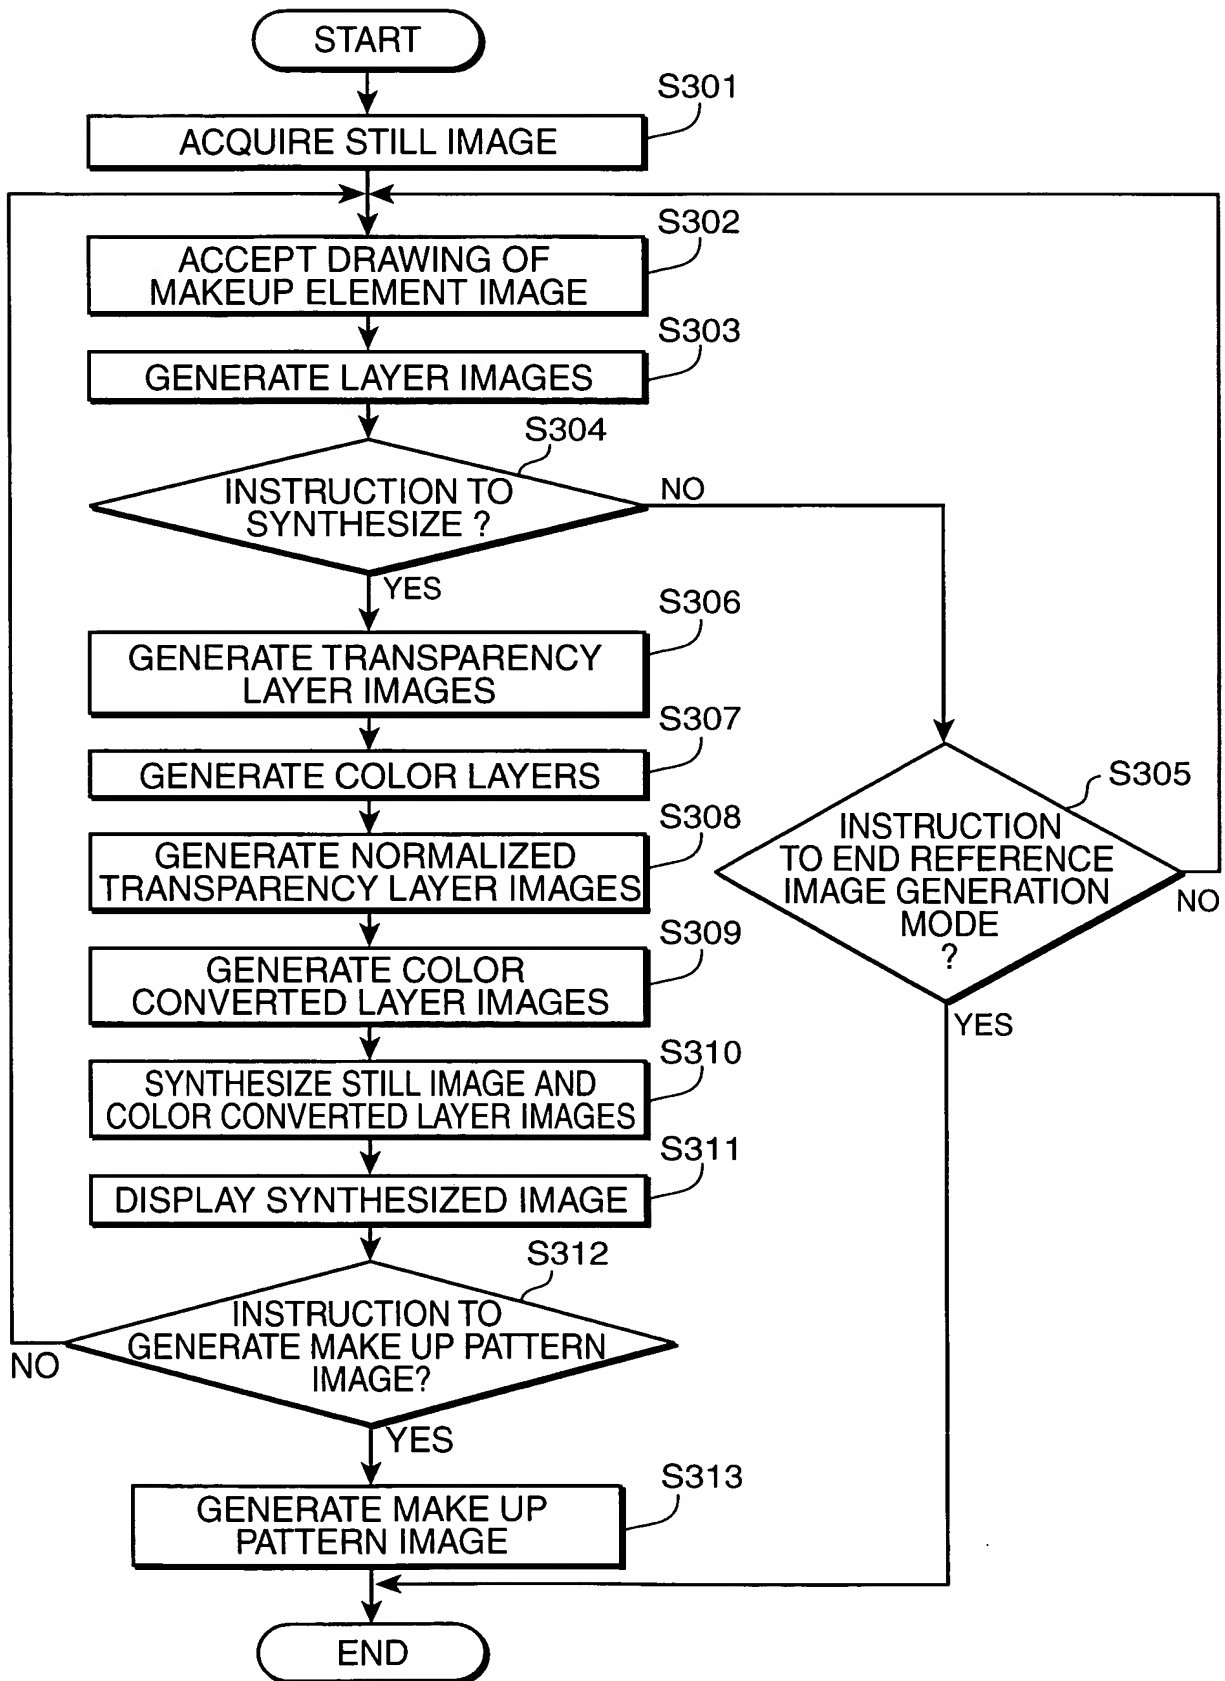 START
S301
ACQUIRE STILL IMAGE
S302
ACCEPT DRAWING OF
MAKEUP ELEMENT IMAGE
S303
GENERATE LAYER IMAGES
S304
INSTRUCTION TO
SYNTHESIZE ?
NO
YES
S306
GENERATE TRANSPARENCY
LAYER IMAGES
S307
GENERATE COLOR LAYERS
S305
INSTRUCTION
TO END REFERENCE
IMAGE GENERATION
MODE
?
NO
YES
S308
GENERATE NORMALIZED
TRANSPARENCY LAYER IMAGES
S309
GENERATE COLOR
CONVERTED LAYER IMAGES
S310
SYNTHESIZE STILL IMAGE AND
COLOR CONVERTED LAYER IMAGES
S311
DISPLAY SYNTHESIZED IMAGE
S312
INSTRUCTION TO
GENERATE MAKE UP PATTERN
IMAGE?
NO
YES
S313
GENERATE MAKE UP
PATTERN IMAGE
END